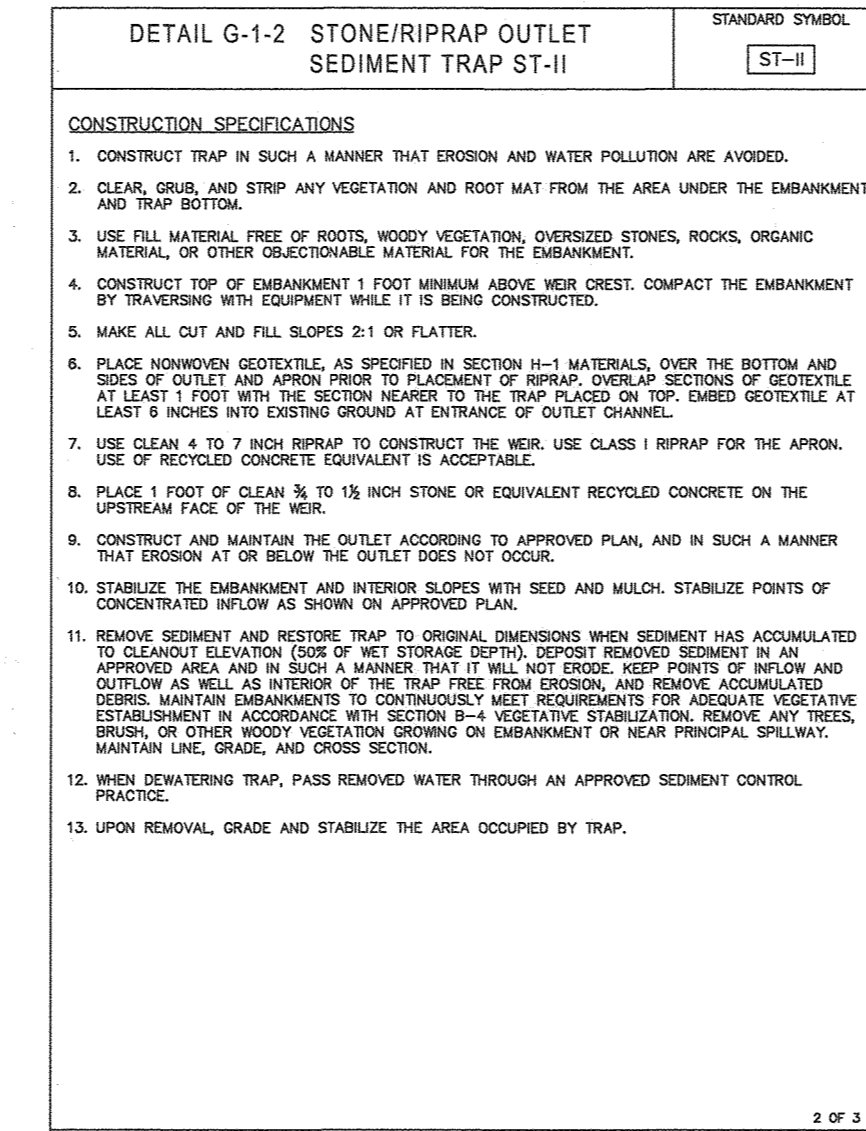 DETAIL G-1-2 STONE/RIPRAP OUTLET
SEDIMENT TRAP ST-II
STANDARD SYMBOL
ST-II
CONSTRUCTION SPECIFICATIONS
1. CONSTRUCT TRAP IN SUCH A MANNER THAT EROSION AND WATER POLLUTION ARE AVOIDED.
2. CLEAR, GRUB, AND STRIP ANY VEGETATION AND ROOT MAT FROM THE AREA UNDER THE EMBANKMENT
AND TRAP BOTTOM.
3. USE FILL MATERIAL FREE OF ROOTS, WOODY VEGETATION, OVERSIZED STONES, ROCKS, ORGANIC
MATERIAL, OR OTHER OBJECTIONABLE MATERIAL FOR THE EMBANKMENT.
4. CONSTRUCT TOP OF EMBANKMENT 1 FOOT MINIMUM ABOVE WEIR CREST. COMPACT THE EMBANKMENT
BY TRAVERSING WITH EQUIPMENT WHILE IT IS BEING CONSTRUCTED.
5. MAKE ALL CUT AND FILL SLOPES 2:1 OR FLATTER.
6. PLACE NONWOVEN GEOTEXTILE, AS SPECIFIED IN SECTION H-1 MATERIALS, OVER THE BOTTOM AND
SIDES OF OUTLET AND APRON PRIOR TO PLACEMENT OF RIPRAP. OVERLAP SECTIONS OF GEOTEXTILE
AT LEAST 1 FOOT WITH THE SECTION NEARER TO THE TRAP PLACED ON TOP. EMBED GEOTEXTILE AT
LEAST 6 INCHES INTO EXISTING GROUND AT ENTRANCE OF OUTLET CHANNEL.
7. USE CLEAN 4 TO 7 INCH RIPRAP TO CONSTRUCT THE WEIR. USE CLASS I RIPRAP FOR THE APRON.
USE OF RECYCLED CONCRETE EQUIVALENT IS ACCEPTABLE.
8. PLACE 1 FOOT OF CLEAN ¾ TO 1½ INCH STONE OR EQUIVALENT RECYCLED CONCRETE ON THE
UPSTREAM FACE OF THE WEIR.
9. CONSTRUCT AND MAINTAIN THE OUTLET ACCORDING TO APPROVED PLAN, AND IN SUCH A MANNER
THAT EROSION AT OR BELOW THE OUTLET DOES NOT OCCUR.
10. STABILIZE THE EMBANKMENT AND INTERIOR SLOPES WITH SEED AND MULCH. STABILIZE POINTS OF
CONCENTRATED INFLOW AS SHOWN ON APPROVED PLAN.
11. REMOVE SEDIMENT AND RESTORE TRAP TO ORIGINAL DIMENSIONS WHEN SEDIMENT HAS ACCUMULATED
TO CLEANOUT ELEVATION (50% OF WET STORAGE DEPTH). DEPOSIT REMOVED SEDIMENT IN AN
APPROVED AREA AND IN SUCH A MANNER THAT IT WILL NOT ERODE. KEEP POINTS OF INFLOW AND
OUTFLOW AS WELL AS INTERIOR OF THE TRAP FREE FROM EROSION, AND REMOVE ACCUMULATED
DEBRIS. MAINTAIN EMBANKMENTS TO CONTINUOUSLY MEET REQUIREMENTS FOR ADEQUATE VEGETATIVE
ESTABLISHMENT IN ACCORDANCE WITH SECTION B-4 VEGETATIVE STABILIZATION. REMOVE ANY TREES,
BRUSH, OR OTHER WOODY VEGETATION GROWING ON EMBANKMENT OR NEAR PRINCIPAL SPILLWAY.
MAINTAIN LINE, GRADE, AND CROSS SECTION.
12. WHEN DEWATERING TRAP, PASS REMOVED WATER THROUGH AN APPROVED SEDIMENT CONTROL
PRACTICE.
13. UPON REMOVAL, GRADE AND STABILIZE THE AREA OCCUPIED BY TRAP.
2 OF 3